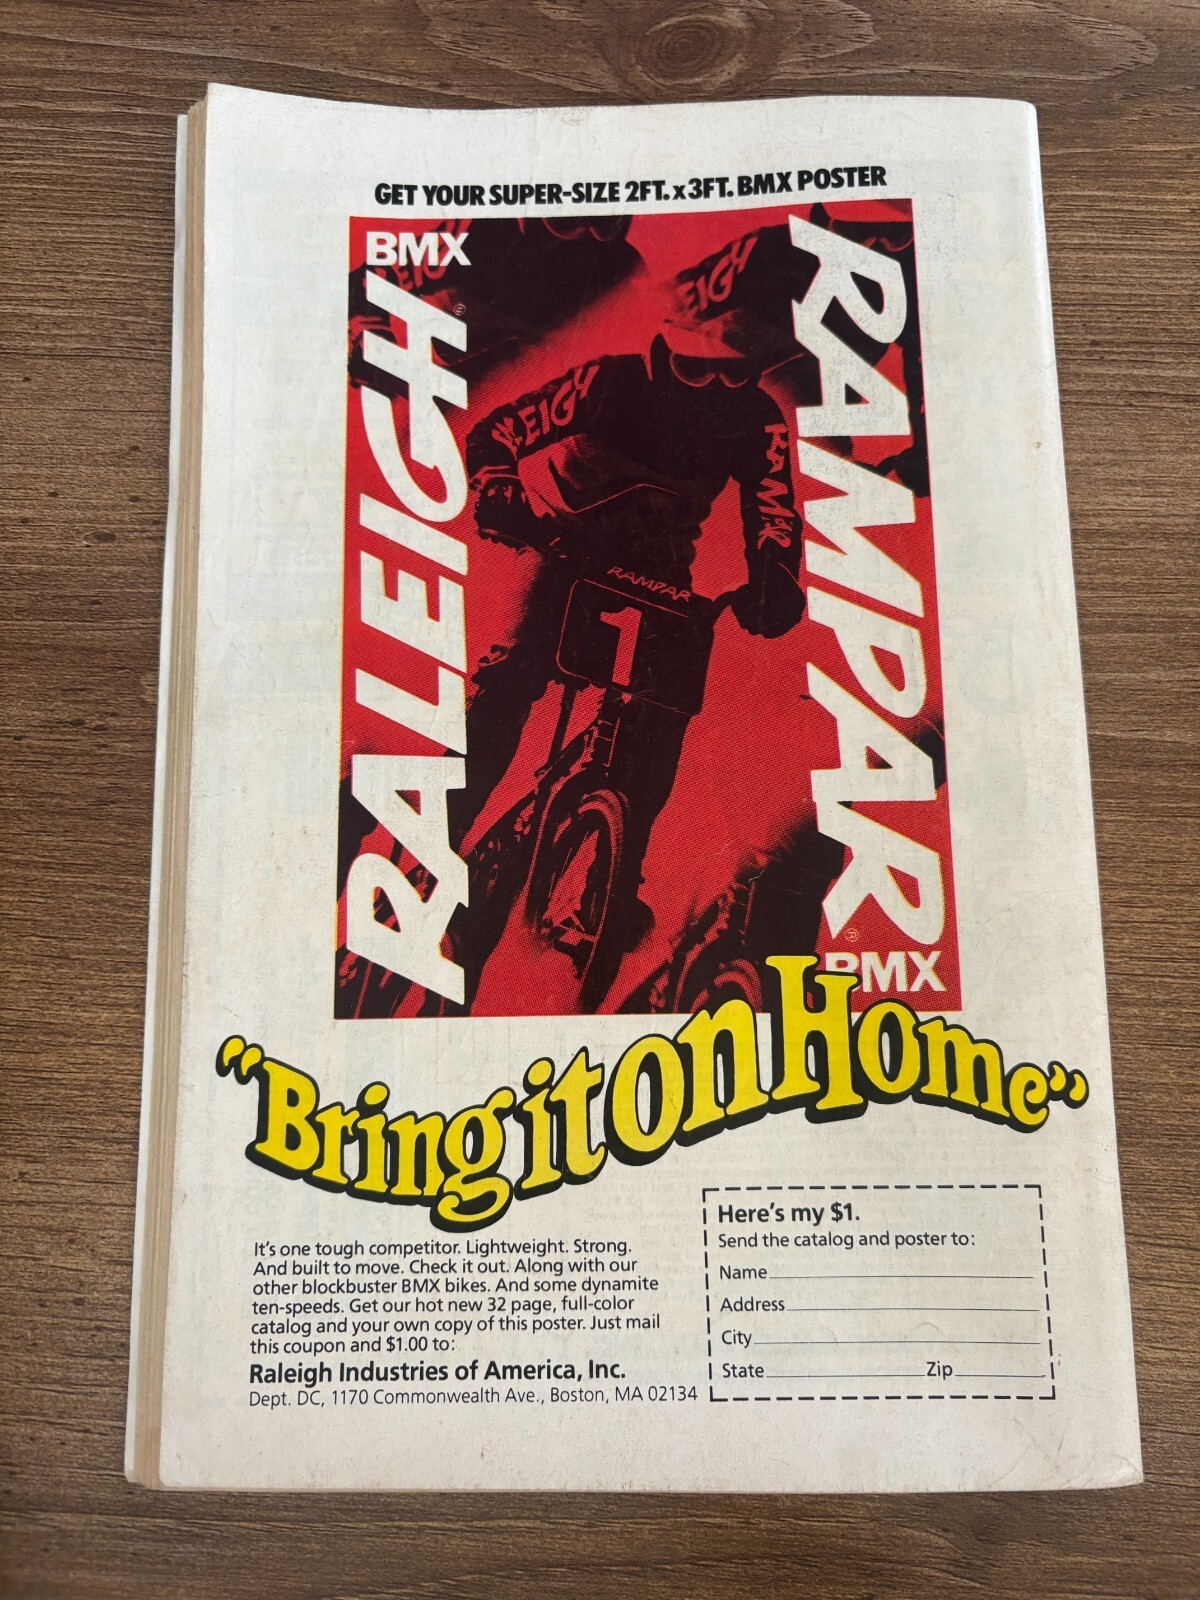 GET YOUR SUPER-SIZE 2FT. x 3FT. BMX POSTER
BMX
RALEIGH®
RAMPAR®
BMX
EIGH
RALEIGH
RAMPAR
RAMPAR
1
"Bring it on Home"
It's one tough competitor. Lightweight. Strong.
And built to move. Check it out. Along with our
other blockbuster BMX bikes. And some dynamite
ten-speeds. Get our hot new 32 page, full-color
catalog and your own copy of this poster. Just mail
this coupon and $1.00 to:
Raleigh Industries of America, Inc.
Dept. DC, 1170 Commonwealth Ave., Boston, MA 02134
Here's my $1.
Send the catalog and poster to:
Name
Address
City
State Zip